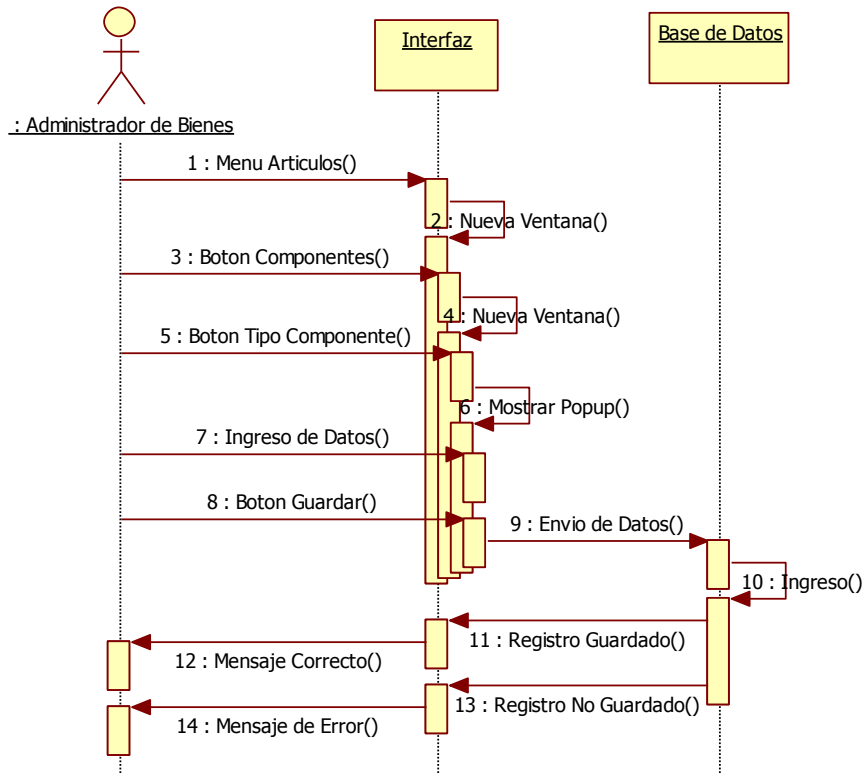 Interfaz
Base de Datos
: Administrador de Bienes
1 : Menu Articulos()
2 : Nueva Ventana()
3 : Boton Componentes()
4 : Nueva Ventana()
5 : Boton Tipo Componente()
6 : Mostrar Popup()
7 : Ingreso de Datos()
8 : Boton Guardar()
9 : Envio de Datos()
10 : Ingreso()
11 : Registro Guardado()
12 : Mensaje Correcto()
13 : Registro No Guardado()
14 : Mensaje de Error()